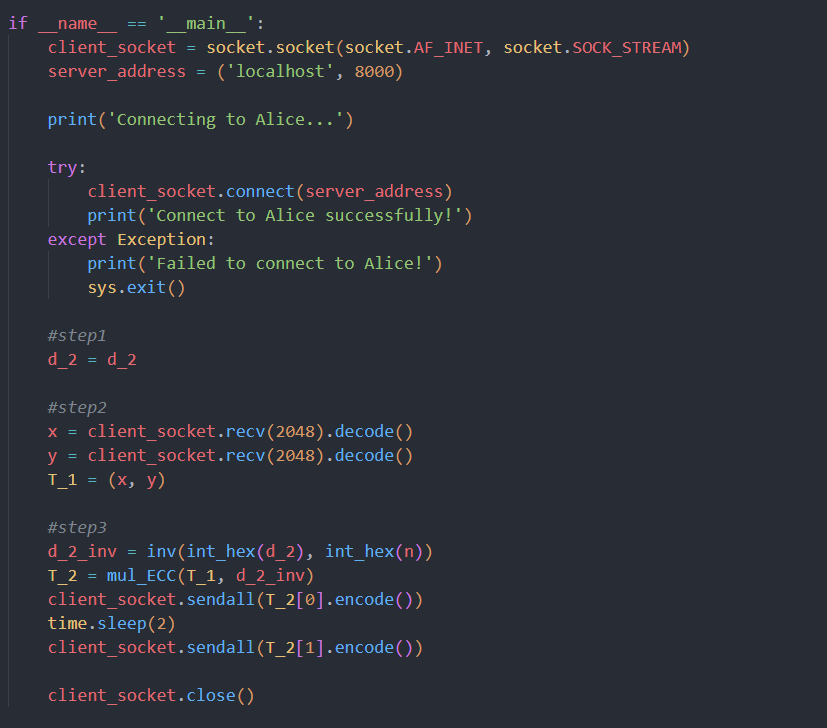 if __name__ == '__main__':
    client_socket = socket.socket(socket.AF_INET, socket.SOCK_STREAM)
    server_address = ('localhost', 8000)

    print('Connecting to Alice...')

    try:
        client_socket.connect(server_address)
        print('Connect to Alice successfully!')
    except Exception:
        print('Failed to connect to Alice!')
        sys.exit()

    #step1
    d_2 = d_2

    #step2
    x = client_socket.recv(2048).decode()
    y = client_socket.recv(2048).decode()
    T_1 = (x, y)

    #step3
    d_2_inv = inv(int_hex(d_2), int_hex(n))
    T_2 = mul_ECC(T_1, d_2_inv)
    client_socket.sendall(T_2[0].encode())
    time.sleep(2)
    client_socket.sendall(T_2[1].encode())

    client_socket.close()